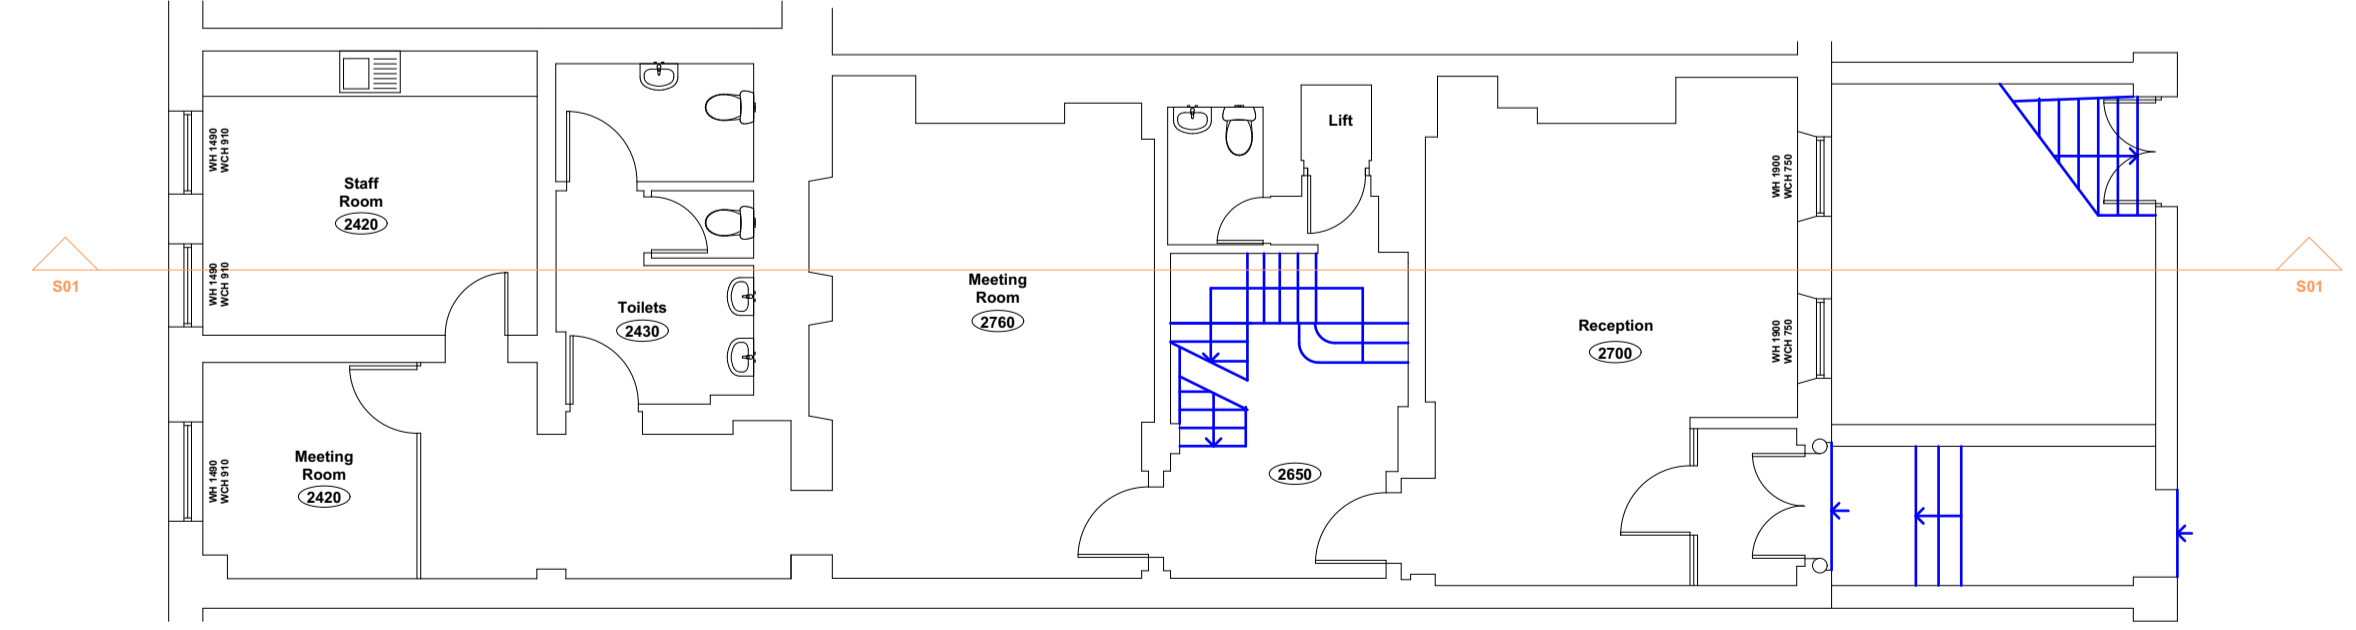 WH 1490
WCH 910
Staff
Room
2420
WH 1490
WCH 910
S01
Meeting
Room
2420
WH 1490
WCH 910
Toilets
2430
Meeting
Room
2760
Lift
2650
Reception
2700
WH 1900
WCH 750
WH 1900
WCH 750
S01